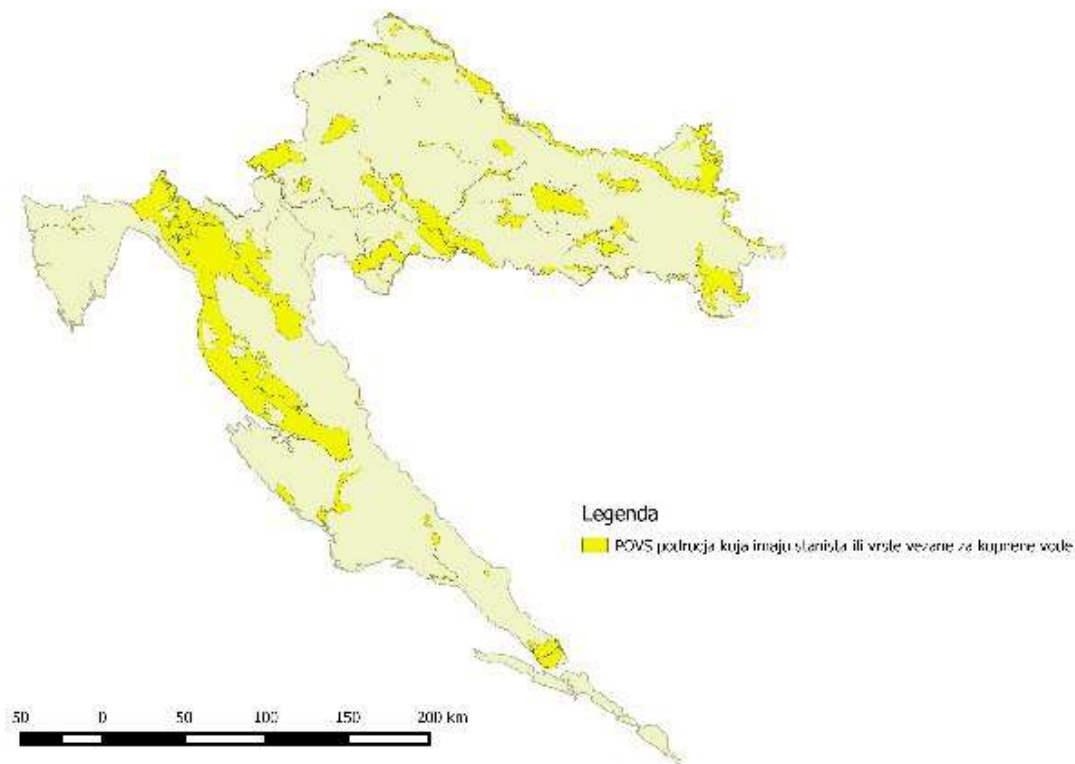 Legenda
POVS područja koja imaju staništa ili vrste vezane za kopnene vode
50 0 50 100 150 200 km